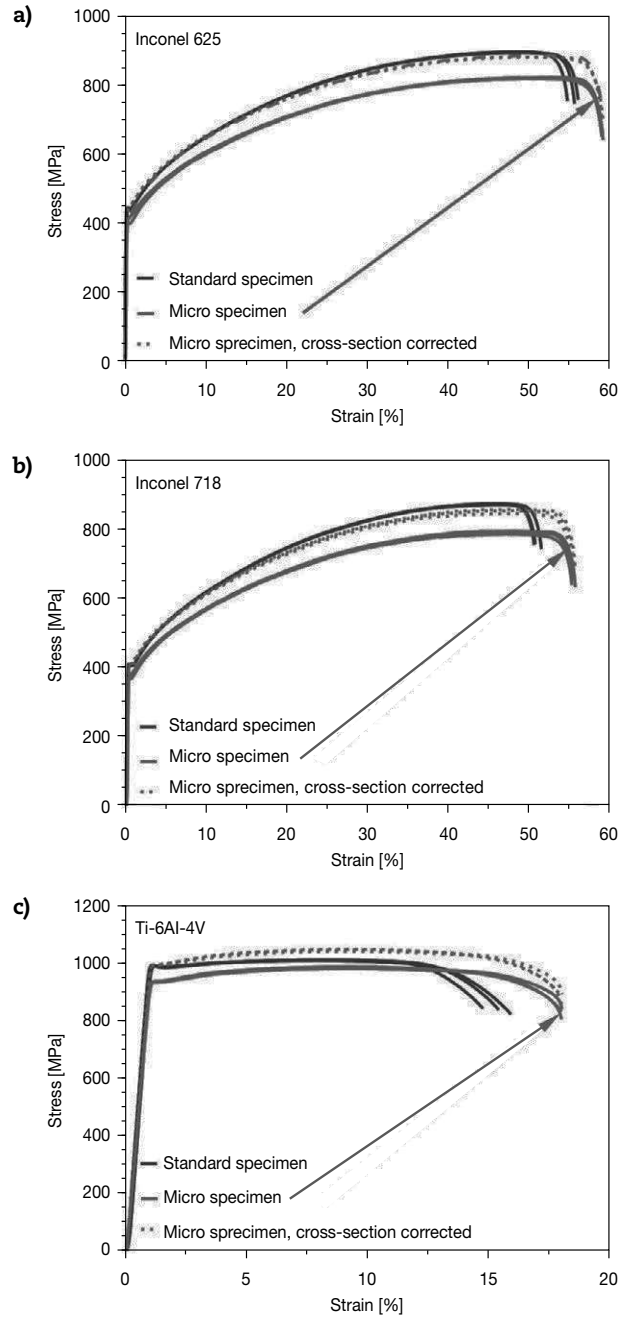 a)
1000
Inconel 625
800
600
400
200
0
Stress [MPa]
Standard specimen
Micro specimen
Micro sprecimen, cross-section corrected
0 10 20 30 40 50 60
Strain [%]
b)
1000
Inconel 718
800
600
400
200
0
Stress [MPa]
Standard specimen
Micro specimen
Micro sprecimen, cross-section corrected
0 10 20 30 40 50 60
Strain [%]
c)
1200
Ti-6Al-4V
1000
800
600
400
200
0
Stress [MPa]
Standard specimen
Micro specimen
Micro sprecimen, cross-section corrected
0 5 10 15 20
Strain [%]